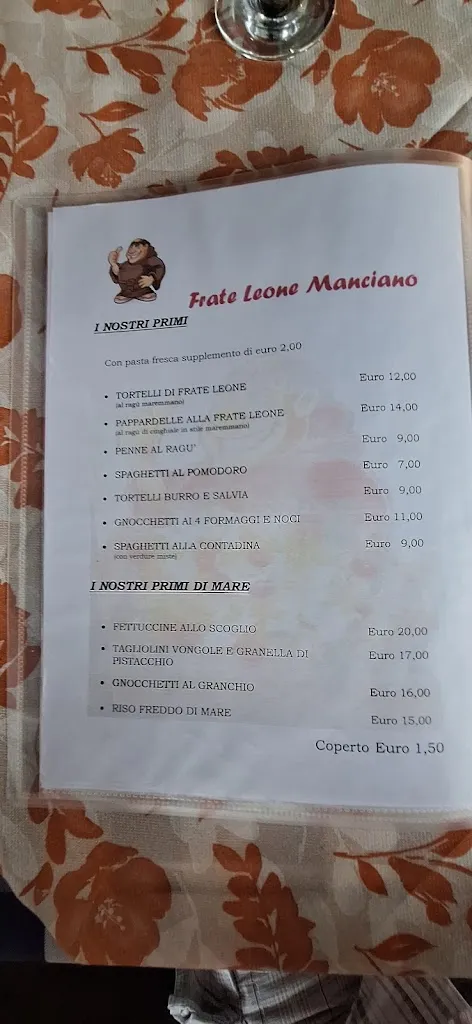 Frate Leone Manciano
I NOSTRI PRIMI
Con pasta fresca supplemento di euro 2,00
• TORTELLI DI FRATE LEONE Euro 12,00
(al ragù maremmano)
• PAPPARDELLE ALLA FRATE LEONE Euro 14,00
(al ragù di cinghiale in stile maremmano)
• PENNE AL RAGU' Euro 9,00
• SPAGHETTI AL POMODORO Euro 7,00
• TORTELLI BURRO E SALVIA Euro 9,00
• GNOCCHETTI AI 4 FORMAGGI E NOCI Euro 11,00
• SPAGHETTI ALLA CONTADINA Euro 9,00
(con verdure miste)
I NOSTRI PRIMI DI MARE
• FETTUCCINE ALLO SCOGLIO Euro 20,00
• TAGLIOLINI VONGOLE E GRANELLA DI Euro 17,00
PISTACCHIO
• GNOCCHETTI AL GRANCHIO Euro 16,00
• RISO FREDDO DI MARE Euro 15,00
Coperto Euro 1,50